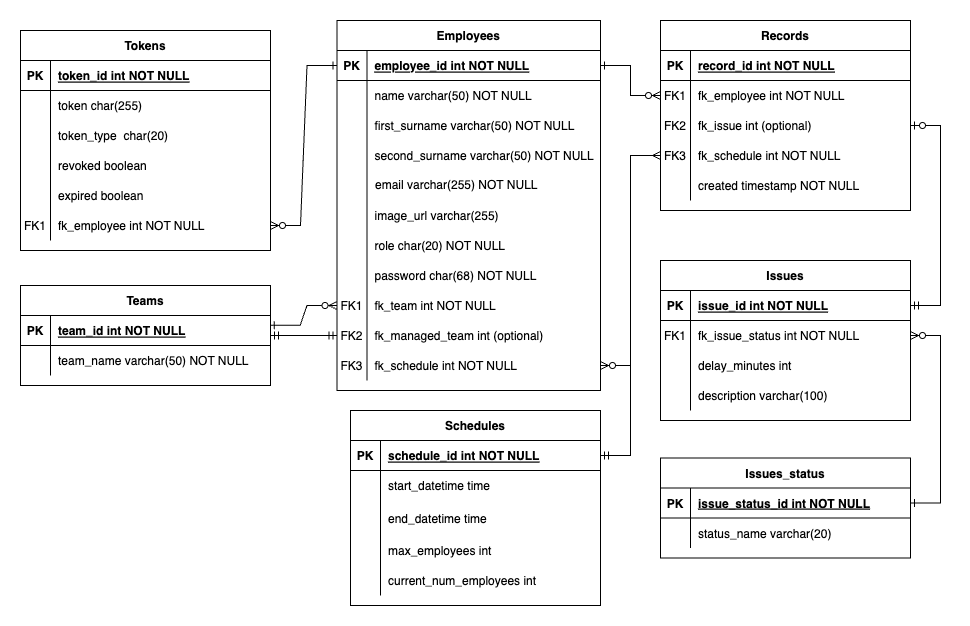 Tokens
PK token_id int NOT NULL
token char(255)
token_type  char(20)
revoked boolean
expired boolean
FK1 fk_employee int NOT NULL
Teams
PK team_id int NOT NULL
team_name varchar(50) NOT NULL
Employees
PK employee_id int NOT NULL
name varchar(50) NOT NULL
first_surname varchar(50) NOT NULL
second_surname varchar(50) NOT NULL
email varchar(255) NOT NULL
image_url varchar(255)
role char(20) NOT NULL
password char(68) NOT NULL
FK1 fk_team int NOT NULL
FK2 fk_managed_team int (optional)
FK3 fk_schedule int NOT NULL
Schedules
PK schedule_id int NOT NULL
start_datetime time
end_datetime time
max_employees int
current_num_employees int
Records
PK record_id int NOT NULL
FK1 fk_employee int NOT NULL
FK2 fk_issue int (optional)
FK3 fk_schedule int NOT NULL
created timestamp NOT NULL
Issues
PK issue_id int NOT NULL
FK1 fk_issue_status int NOT NULL
delay_minutes int
description varchar(100)
Issues_status
PK issue_status_id int NOT NULL
status_name varchar(20)